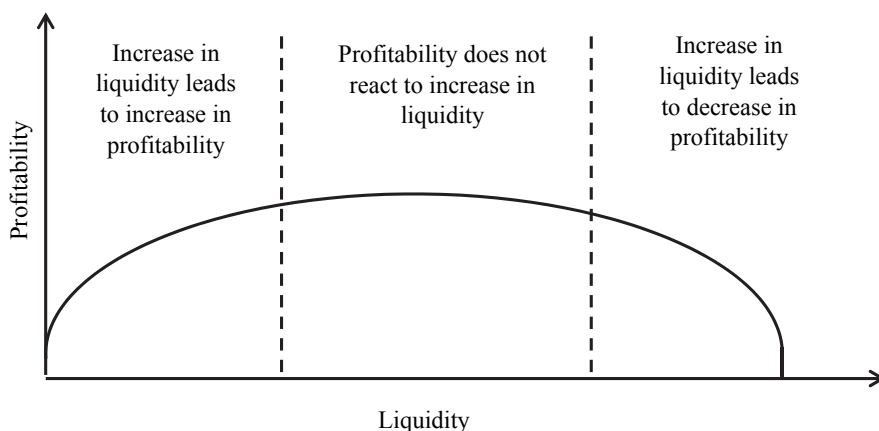 Increase in
liquidity leads
to increase in
profitability
Profitability does not
react to increase in
liquidity
Increase in
liquidity leads
to decrease in
profitability
Profitability
Liquidity